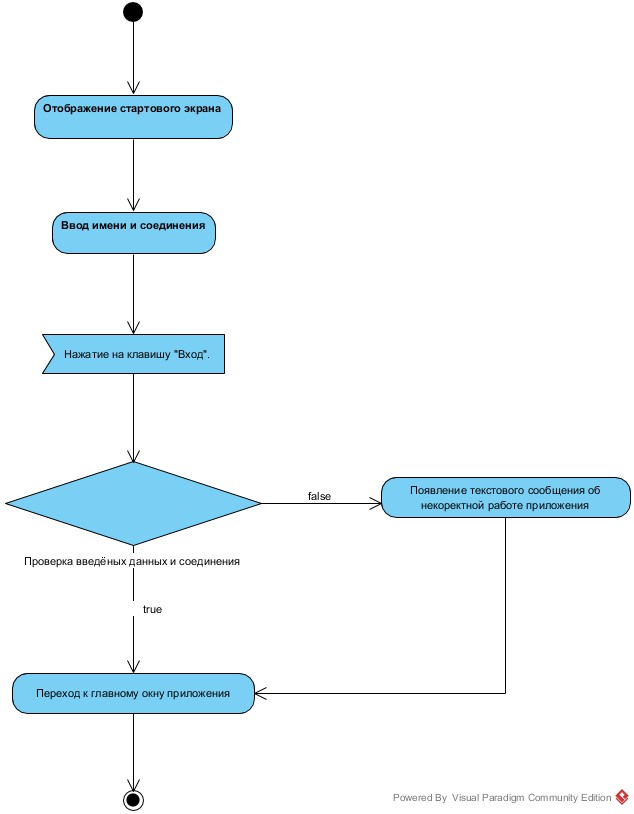 Отображение стартового экрана
Ввод имени и соединения
Нажатие на клавишу "Вход".
false
Появление текстового сообщения об
некоректной работе приложения
Проверка введёных данных и соединения
true
Переход к главному окну приложения
Powered By Visual Paradigm Community Edition